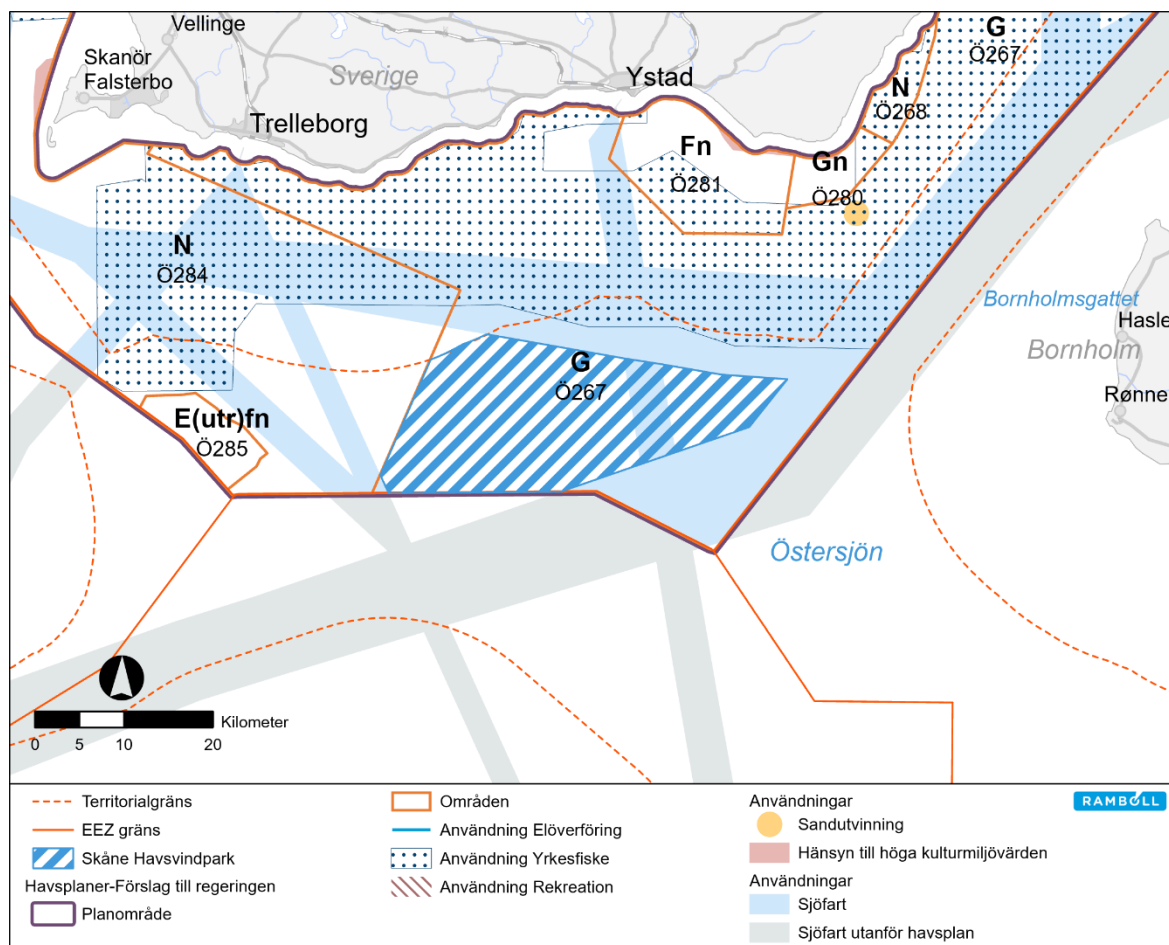 Vellinge
Skanör
Falsterbo
Sverige
Trelleborg
Ystad
G
Ö267
N
Ö268
Fn
Ö281
Gn
Ö280
N
Ö284
Bornholmsgattet
Hasle
Bornholm
Rønne
G
Ö267
E(utr)fn
Ö285
Östersjön
Kilometer
0 5 10 20
Territorialgräns
EEZ gräns
Skåne Havsvindpark
Havsplaner-Förslag till regeringen
Planområde
Områden
Användning Elöverföring
Användning Yrkesfiske
Användning Rekreation
Användningar
Sandutvinning
Hänsyn till höga kulturmiljövärden
Användningar
Sjöfart
Sjöfart utanför havsplan
RAMBOLL